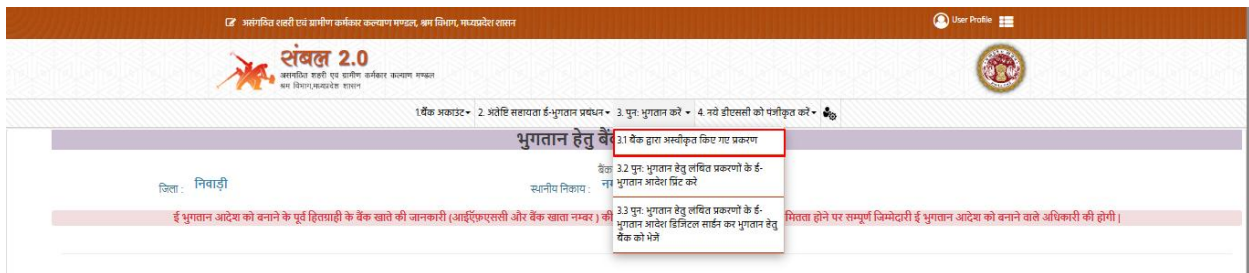 असंगठित शहरी एवं ग्रामीण कर्मकार कल्याण मण्डल, श्रम विभाग, मध्यप्रदेश शासन
User Profile
संबल 2.0
असंगठित शहरी एवं ग्रामीण कर्मकार कल्याण मण्डल
श्रम विभाग,मध्यप्रदेश शासन
1.बैंक अकाउंट 2. अंतेष्टि सहायता ई-भुगतान प्रबंधन 3. पुन: भुगतान करें 4. नये डीएससी को पंजीकृत करें
भुगतान हेतु बैं
3.1 बैंक द्वारा अस्वीकृत किए गए प्रकरण
बैंक
3.2 पुन: भुगतान हेतु लंबित प्रकरणों के ई-
भुगतान आदेश प्रिंट करे
जिला : निवाड़ी स्थानीय निकाय :
3.3 पुन: भुगतान हेतु लंबित प्रकरणों के ई-
भुगतान आदेश डिजिटल साईन कर भुगतान हेतु
बैंक को भेजें
ई भुगतान आदेश को बनाने के पूर्व हितग्राही के बैंक खाते की जानकारी (आईऍफ़एससी और बैंक खाता नम्बर ) की मितता होने पर सम्पूर्ण जिम्मेदारी ई भुगतान आदेश को बनाने वाले अधिकारी की होगी |